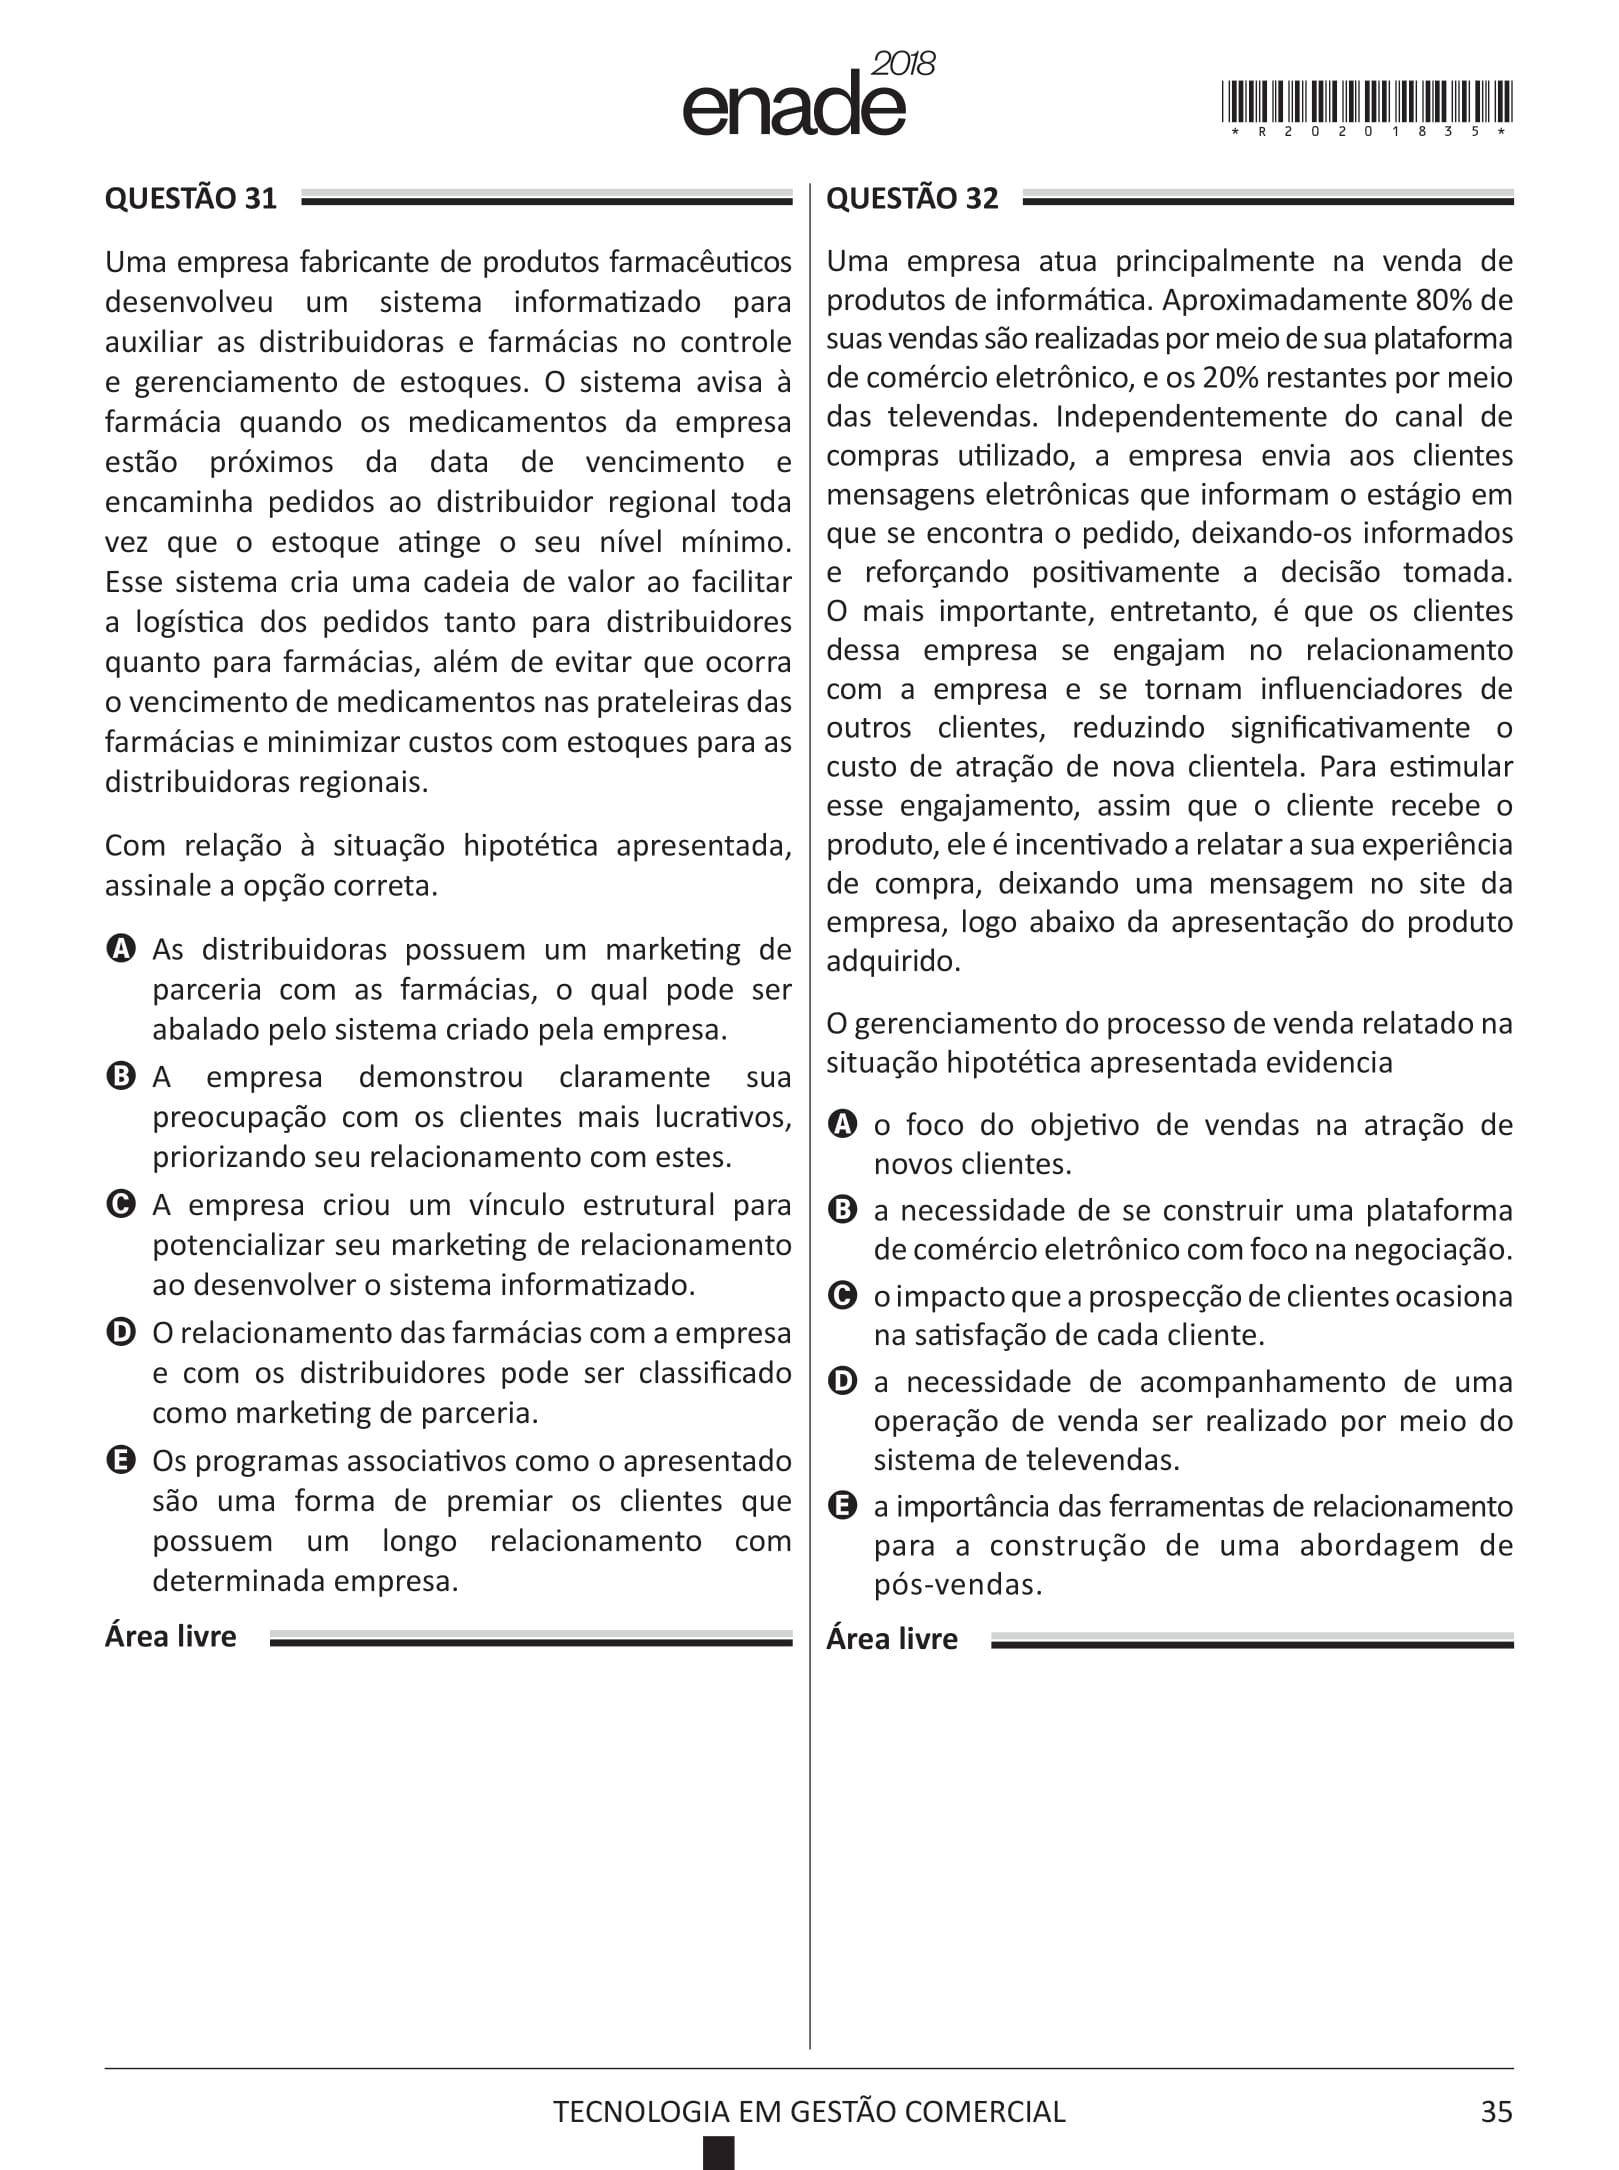 enade 2018
* R 2 0 2 0 1 8 3 5 *
QUESTÃO 31
Uma empresa fabricante de produtos farmacêuticos
desenvolveu um sistema informatizado para
auxiliar as distribuidoras e farmácias no controle
e gerenciamento de estoques. O sistema avisa à
farmácia quando os medicamentos da empresa
estão próximos da data de vencimento e
encaminha pedidos ao distribuidor regional toda
vez que o estoque atinge o seu nível mínimo.
Esse sistema cria uma cadeia de valor ao facilitar
a logística dos pedidos tanto para distribuidores
quanto para farmácias, além de evitar que ocorra
o vencimento de medicamentos nas prateleiras das
farmácias e minimizar custos com estoques para as
distribuidoras regionais.
Com relação à situação hipotética apresentada,
assinale a opção correta.
A As distribuidoras possuem um marketing de
parceria com as farmácias, o qual pode ser
abalado pelo sistema criado pela empresa.
B A empresa demonstrou claramente sua
preocupação com os clientes mais lucrativos,
priorizando seu relacionamento com estes.
C A empresa criou um vínculo estrutural para
potencializar seu marketing de relacionamento
ao desenvolver o sistema informatizado.
D O relacionamento das farmácias com a empresa
e com os distribuidores pode ser classificado
como marketing de parceria.
E Os programas associativos como o apresentado
são uma forma de premiar os clientes que
possuem um longo relacionamento com
determinada empresa.
Área livre
QUESTÃO 32
Uma empresa atua principalmente na venda de
produtos de informática. Aproximadamente 80% de
suas vendas são realizadas por meio de sua plataforma
de comércio eletrônico, e os 20% restantes por meio
das televendas. Independentemente do canal de
compras utilizado, a empresa envia aos clientes
mensagens eletrônicas que informam o estágio em
que se encontra o pedido, deixando-os informados
e reforçando positivamente a decisão tomada.
O mais importante, entretanto, é que os clientes
dessa empresa se engajam no relacionamento
com a empresa e se tornam influenciadores de
outros clientes, reduzindo significativamente o
custo de atração de nova clientela. Para estimular
esse engajamento, assim que o cliente recebe o
produto, ele é incentivado a relatar a sua experiência
de compra, deixando uma mensagem no site da
empresa, logo abaixo da apresentação do produto
adquirido.
O gerenciamento do processo de venda relatado na
situação hipotética apresentada evidencia
A o foco do objetivo de vendas na atração de
novos clientes.
B a necessidade de se construir uma plataforma
de comércio eletrônico com foco na negociação.
C o impacto que a prospecção de clientes ocasiona
na satisfação de cada cliente.
D a necessidade de acompanhamento de uma
operação de venda ser realizado por meio do
sistema de televendas.
E a importância das ferramentas de relacionamento
para a construção de uma abordagem de
pós-vendas.
Área livre
TECNOLOGIA EM GESTÃO COMERCIAL
35